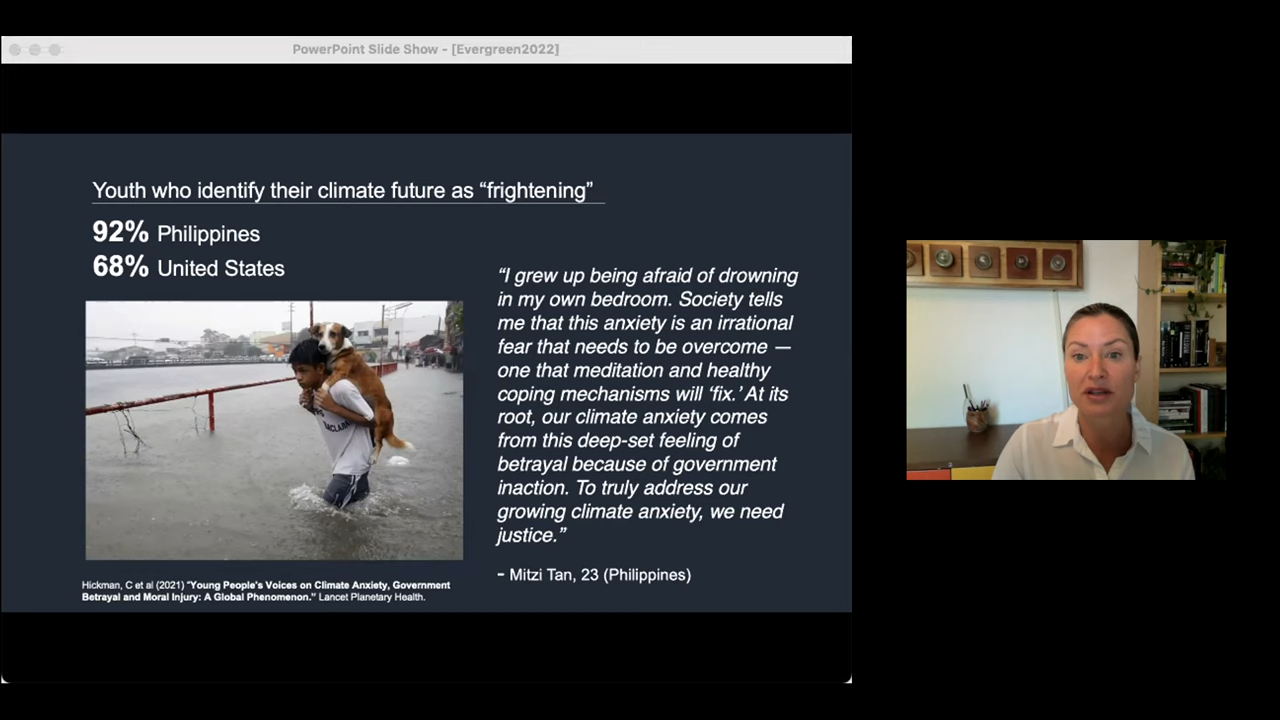 PowerPoint Slide Show - [Evergreen2022]
Youth who identify their climate future as “frightening”
92% Philippines
68% United States
“I grew up being afraid of drowning
in my own bedroom. Society tells
me that this anxiety is an irrational
fear that needs to be overcome —
one that meditation and healthy
coping mechanisms will ‘fix.’ At its
root, our climate anxiety comes
from this deep-set feeling of
betrayal because of government
inaction. To truly address our
growing climate anxiety, we need
justice.”
- Mitzi Tan, 23 (Philippines)
Hickman, C et al (2021) “Young People's Voices on Climate Anxiety, Government
Betrayal and Moral Injury: A Global Phenomenon.” Lancet Planetary Health.